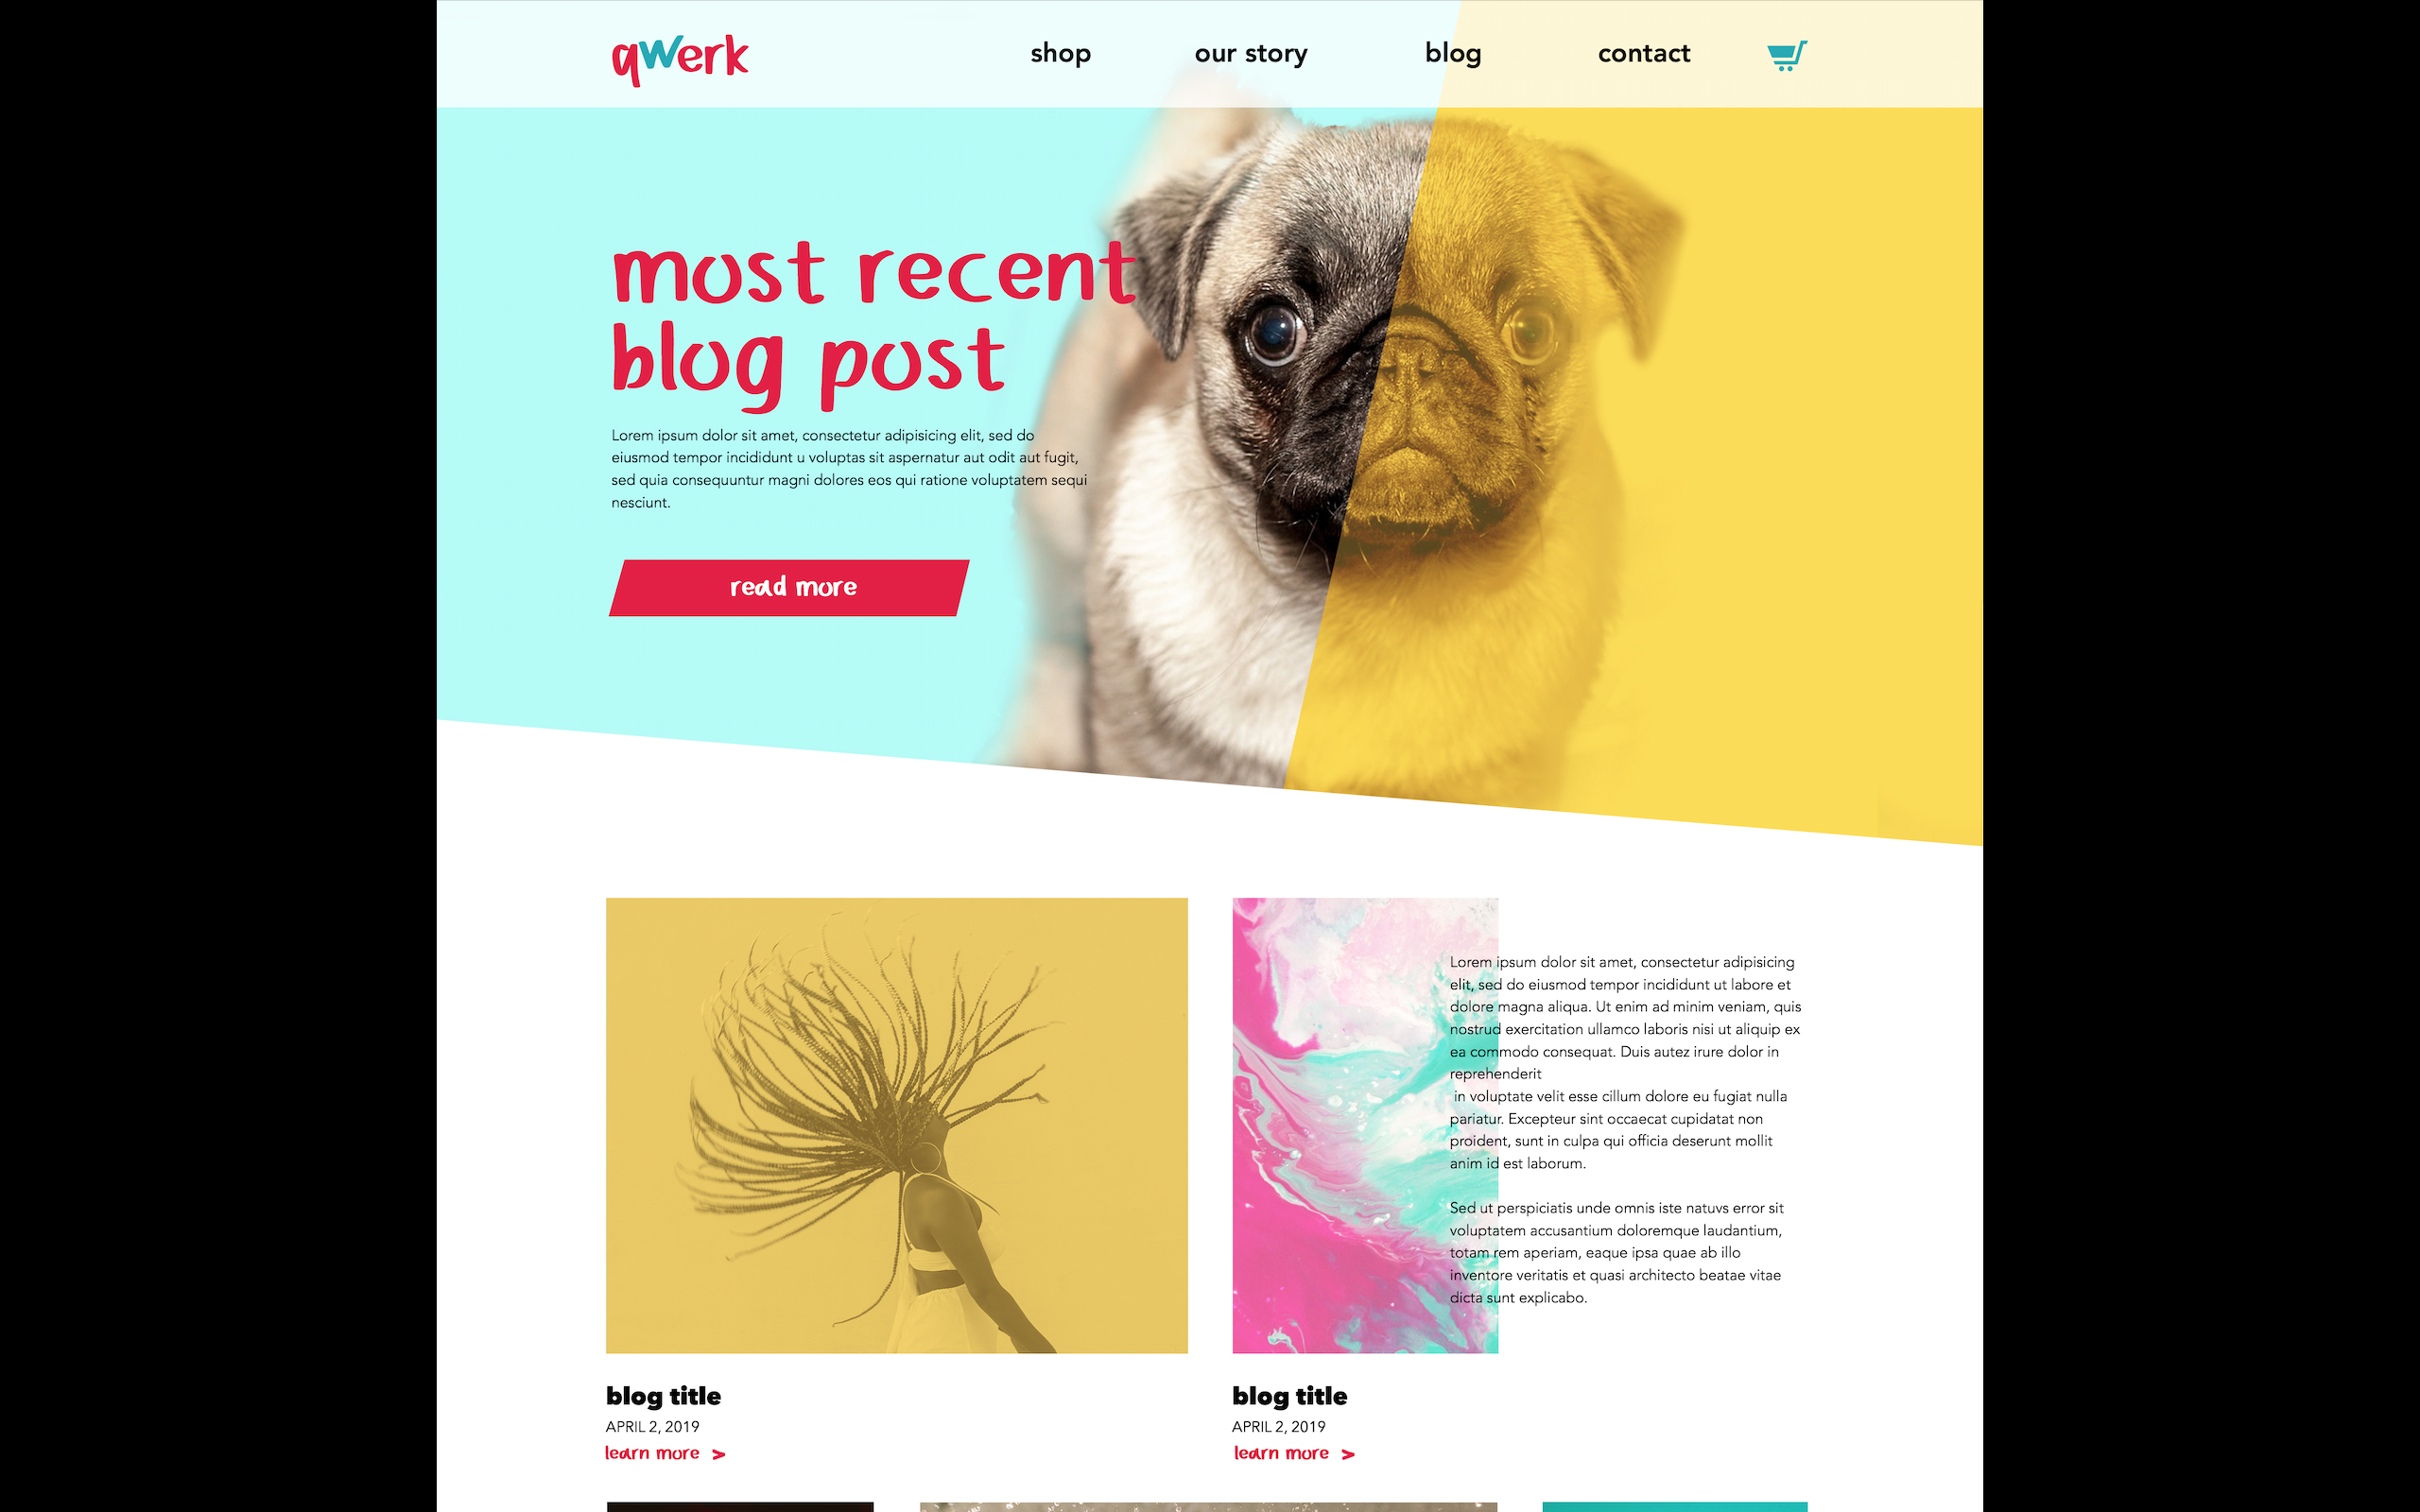 qwerk
shop
our story
blog
contact
most recent
blog post
Lorem ipsum dolor sit amet, consectetur adipisicing elit, sed do
eiusmod tempor incididunt u voluptas sit aspernatur aut odit aut fugit,
sed quia consequuntur magni dolores eos qui ratione voluptatem sequi
nesciunt.
read more
Lorem ipsum dolor sit amet, consectetur adipisicing
elit, sed do eiusmod tempor incididunt ut labore et
dolore magna aliqua. Ut enim ad minim veniam, quis
nostrud exercitation ullamco laboris nisi ut aliquip ex
ea commodo consequat. Duis autez irure dolor in
reprehenderit
in voluptate velit esse cillum dolore eu fugiat nulla
pariatur. Excepteur sint occaecat cupidatat non
proident, sunt in culpa qui officia deserunt mollit
anim id est laborum.
Sed ut perspiciatis unde omnis iste natuvs error sit
voluptatem accusantium doloremque laudantium,
totam rem aperiam, eaque ipsa quae ab illo
inventore veritatis et quasi architecto beatae vitae
dicta sunt explicabo.
blog title
APRIL 2, 2019
learn more >
blog title
APRIL 2, 2019
learn more >